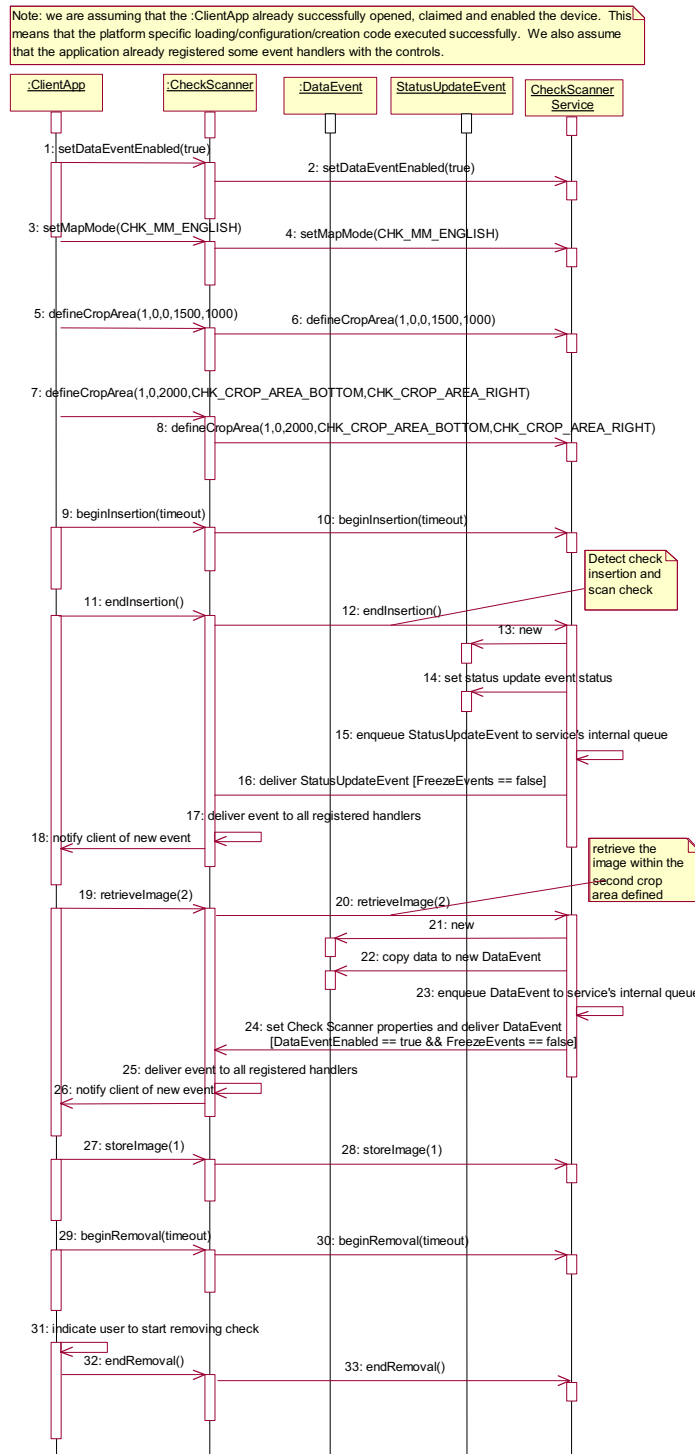 Note: we are assuming that the :ClientApp already successfully opened, claimed and enabled the device.  This
means that the platform specific loading/configuration/creation code executed successfully.  We also assume
that the application already registered some event handlers with the controls.
:ClientApp
:CheckScanner
:DataEvent
StatusUpdateEvent
CheckScanner
Service
1: setDataEventEnabled(true)
2: setDataEventEnabled(true)
3: setMapMode(CHK_MM_ENGLISH)
4: setMapMode(CHK_MM_ENGLISH)
5: defineCropArea(1,0,0,1500,1000)
6: defineCropArea(1,0,0,1500,1000)
7: defineCropArea(1,0,2000,CHK_CROP_AREA_BOTTOM,CHK_CROP_AREA_RIGHT)
8: defineCropArea(1,0,2000,CHK_CROP_AREA_BOTTOM,CHK_CROP_AREA_RIGHT)
9: beginInsertion(timeout)
10: beginInsertion(timeout)
Detect check
insertion and
scan check
11: endInsertion()
12: endInsertion()
13: new
14: set status update event status
15: enqueue StatusUpdateEvent to service's internal queue
16: deliver StatusUpdateEvent [FreezeEvents == false]
17: deliver event to all registered handlers
18: notify client of new event
retrieve the
image within the
second crop
area defined
19: retrieveImage(2)
20: retrieveImage(2)
21: new
22: copy data to new DataEvent
23: enqueue DataEvent to service's internal queue
24: set Check Scanner properties and deliver DataEvent
[DataEventEnabled == true && FreezeEvents == false]
25: deliver event to all registered handlers
26: notify client of new event
27: storeImage(1)
28: storeImage(1)
29: beginRemoval(timeout)
30: beginRemoval(timeout)
31: indicate user to start removing check
32: endRemoval()
33: endRemoval()